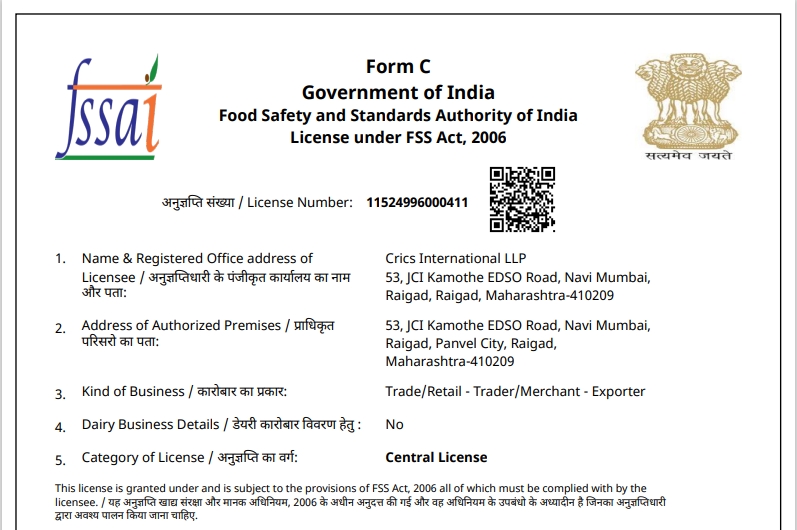 fssai
Form C
Government of India
Food Safety and Standards Authority of India
License under FSS Act, 2006
सत्यमेव जयते
अनुज्ञप्ति संख्या / License Number: 11524996000411
1. Name & Registered Office address of
Licensee / अनुज्ञप्तिधारी के पंजीकृत कार्यालय का नाम
और पता:
Crics International LLP
53, JCI Kamothe EDSO Road, Navi Mumbai,
Raigad, Raigad, Maharashtra-410209
2. Address of Authorized Premises / प्राधिकृत
परिसरो का पता:
53, JCI Kamothe EDSO Road, Navi Mumbai,
Raigad, Panvel City, Raigad,
Maharashtra-410209
3. Kind of Business / कारोबार का प्रकार: Trade/Retail - Trader/Merchant - Exporter
4. Dairy Business Details / डेयरी कारोबार विवरण हेतु : No
5. Category of License / अनुज्ञप्ति का वर्ग: Central License
This license is granted under and is subject to the provisions of FSS Act, 2006 all of which must be complied with by the
licensee. / यह अनुज्ञप्ति खाद्य संरक्षा और मानक अधिनियम, 2006 के अधीन अनुदत्त की गई और वह अधिनियम के उपबंधो के अध्यादीन है जिनका अनुज्ञप्तिधारी
द्वारा अवश्य पालन किया जाना चाहिए.